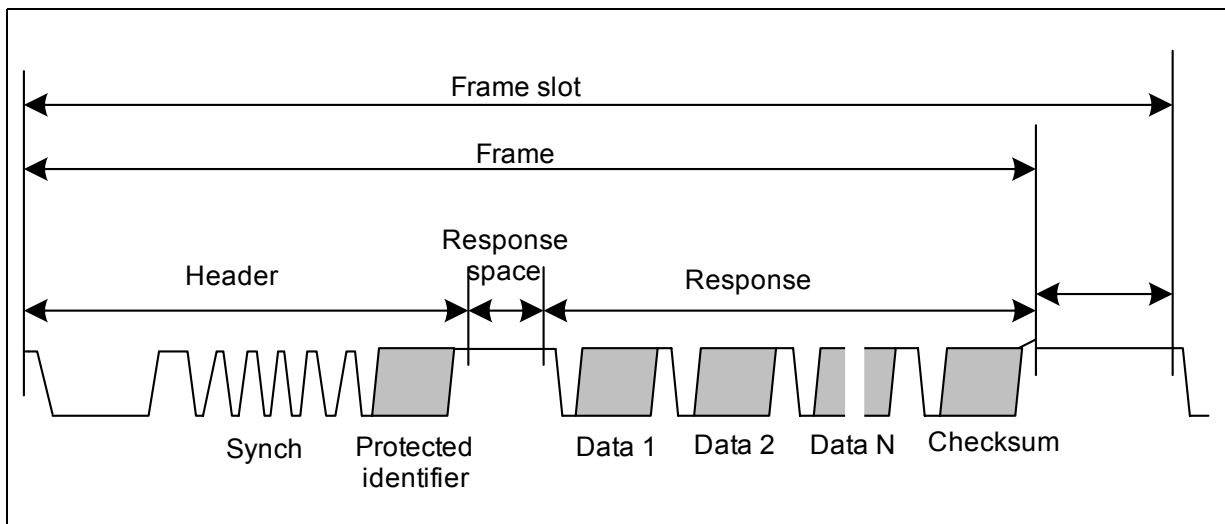 Frame slot
Frame
Response
space
Header
Response
Synch
Protected
identifier
Data 1
Data 2
Data N
Checksum